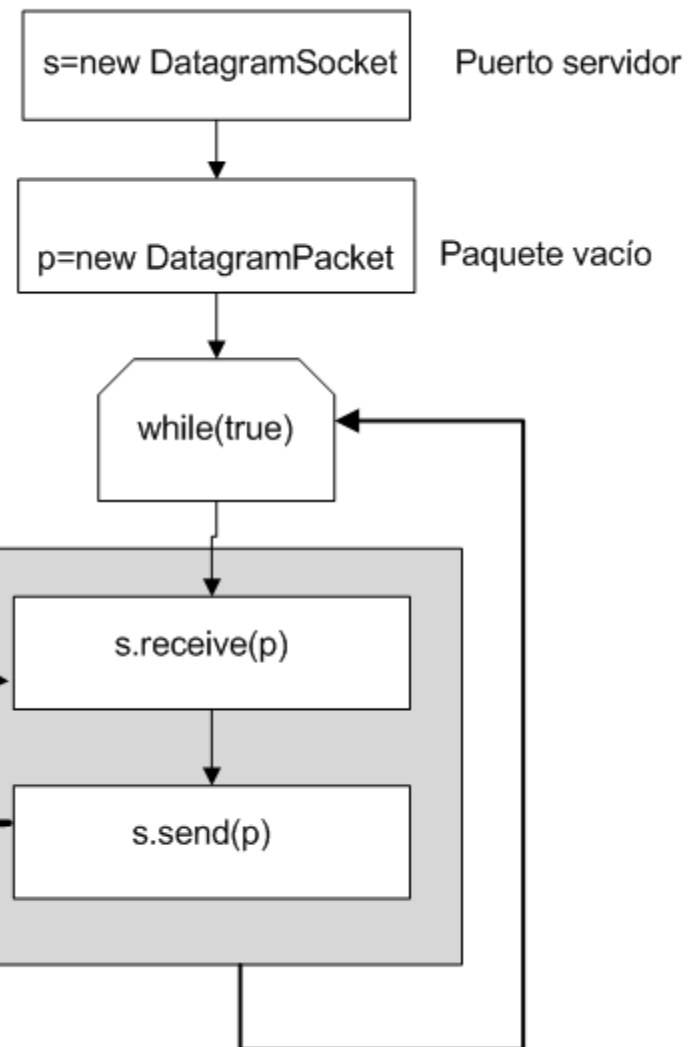 s=new DatagramSocket
Puerto servidor
p=new DatagramPacket
Paquete vacío
while(true)
s.receive(p)
s.send(p)